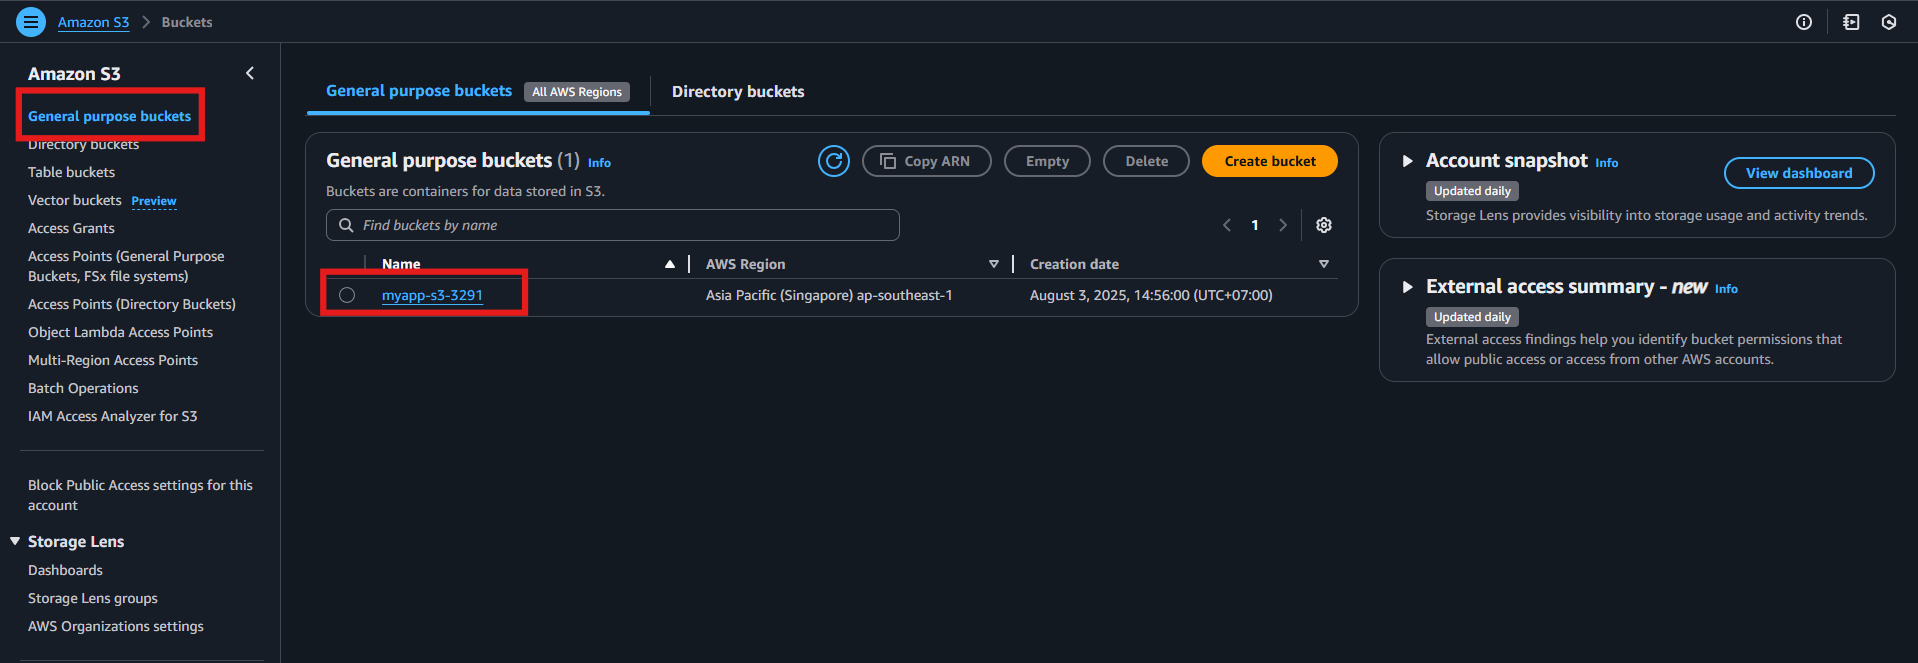 Amazon S3 > Buckets
Amazon S3
General purpose buckets
Directory buckets
Table buckets
Vector buckets Preview
Access Grants
Access Points (General Purpose
Buckets, FSx file systems)
Access Points (Directory Buckets)
Object Lambda Access Points
Multi-Region Access Points
Batch Operations
IAM Access Analyzer for S3
Block Public Access settings for this
account
Storage Lens
Dashboards
Storage Lens groups
AWS Organizations settings
General purpose buckets All AWS Regions
Directory buckets
General purpose buckets (1) Info
Copy ARN
Empty
Delete
Create bucket
Buckets are containers for data stored in S3.
Find buckets by name
1
Name AWS Region Creation date
myapp-s3-3291 Asia Pacific (Singapore) ap-southeast-1 August 3, 2025, 14:56:00 (UTC+07:00)
Account snapshot Info
View dashboard
Updated daily
Storage Lens provides visibility into storage usage and activity trends.
External access summary - new Info
Updated daily
External access findings help you identify bucket permissions that
allow public access or access from other AWS accounts.